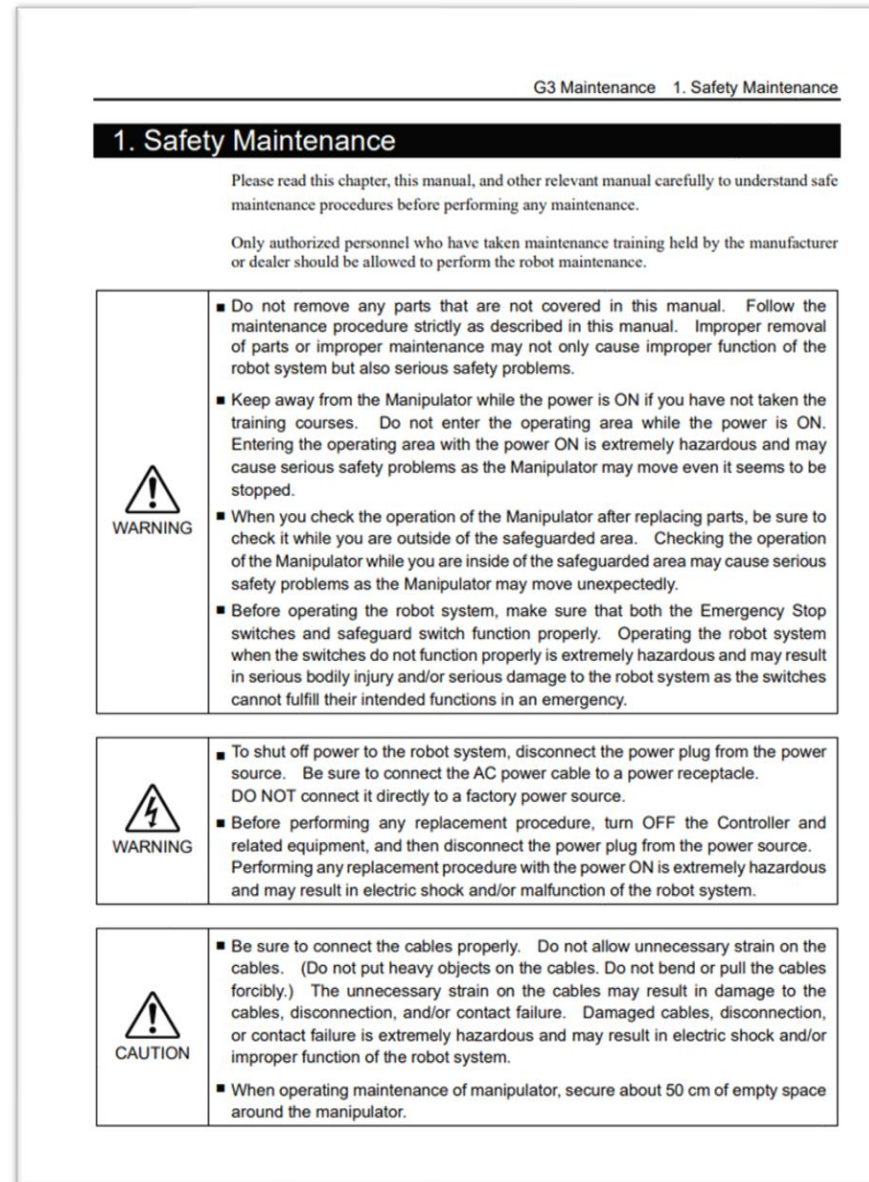 G3 Maintenance 1. Safety Maintenance
1. Safety Maintenance
Please read this chapter, this manual, and other relevant manual carefully to understand safe
maintenance procedures before performing any maintenance.
Only authorized personnel who have taken maintenance training held by the manufacturer
or dealer should be allowed to perform the robot maintenance.
WARNING
■ Do not remove any parts that are not covered in this manual. Follow the
maintenance procedure strictly as described in this manual. Improper removal
of parts or improper maintenance may not only cause improper function of the
robot system but also serious safety problems.
■ Keep away from the Manipulator while the power is ON if you have not taken the
training courses. Do not enter the operating area while the power is ON.
Entering the operating area with the power ON is extremely hazardous and may
cause serious safety problems as the Manipulator may move even it seems to be
stopped.
■ When you check the operation of the Manipulator after replacing parts, be sure to
check it while you are outside of the safeguarded area. Checking the operation
of the Manipulator while you are inside of the safeguarded area may cause serious
safety problems as the Manipulator may move unexpectedly.
■ Before operating the robot system, make sure that both the Emergency Stop
switches and safeguard switch function properly. Operating the robot system
when the switches do not function properly is extremely hazardous and may result
in serious bodily injury and/or serious damage to the robot system as the switches
cannot fulfill their intended functions in an emergency.
WARNING
■ To shut off power to the robot system, disconnect the power plug from the power
source. Be sure to connect the AC power cable to a power receptacle.
DO NOT connect it directly to a factory power source.
■ Before performing any replacement procedure, turn OFF the Controller and
related equipment, and then disconnect the power plug from the power source.
Performing any replacement procedure with the power ON is extremely hazardous
and may result in electric shock and/or malfunction of the robot system.
CAUTION
■ Be sure to connect the cables properly. Do not allow unnecessary strain on the
cables. (Do not put heavy objects on the cables. Do not bend or pull the cables
forcibly.) The unnecessary strain on the cables may result in damage to the
cables, disconnection, and/or contact failure. Damaged cables, disconnection,
or contact failure is extremely hazardous and may result in electric shock and/or
improper function of the robot system.
■ When operating maintenance of manipulator, secure about 50 cm of empty space
around the manipulator.